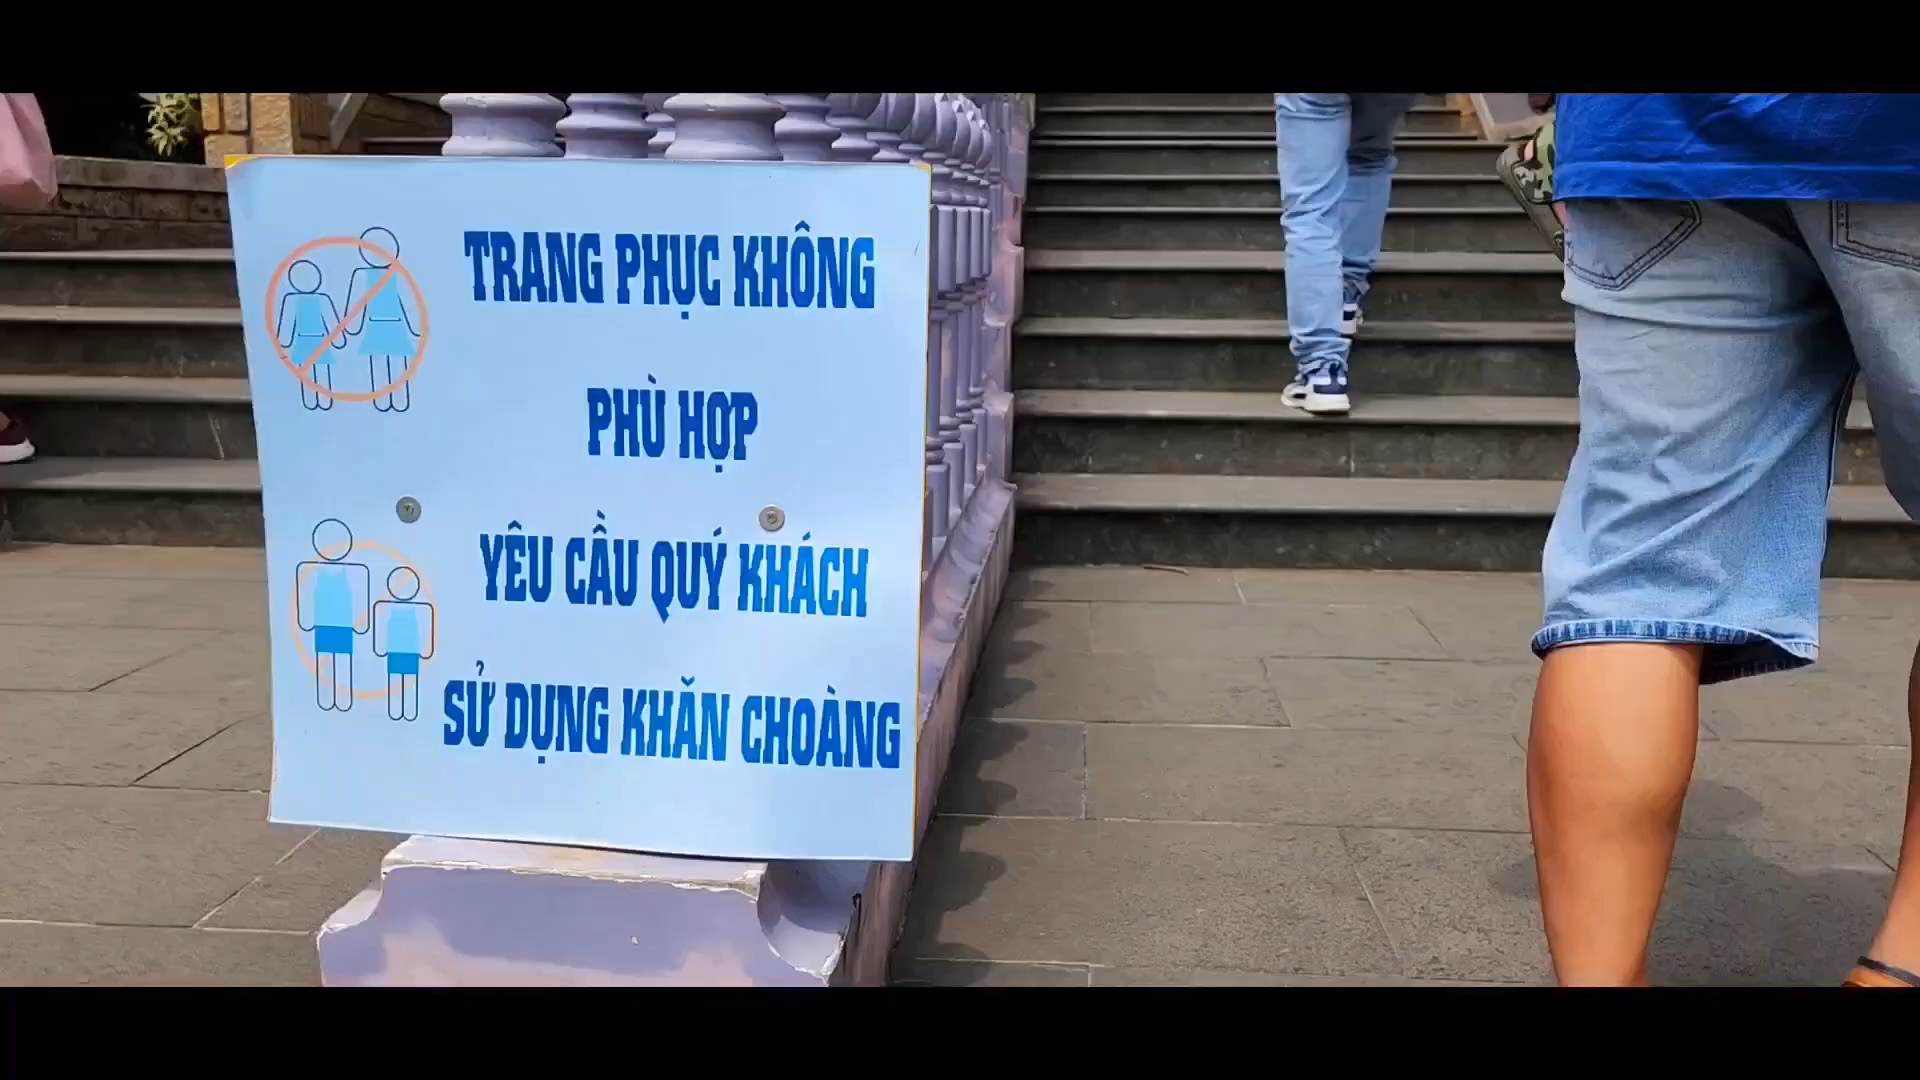 TRANG PHỤC KHÔNG
PHÙ HỢP
YÊU CẦU QUÝ KHÁCH
SỬ DỤNG KHĂN CHOÀNG